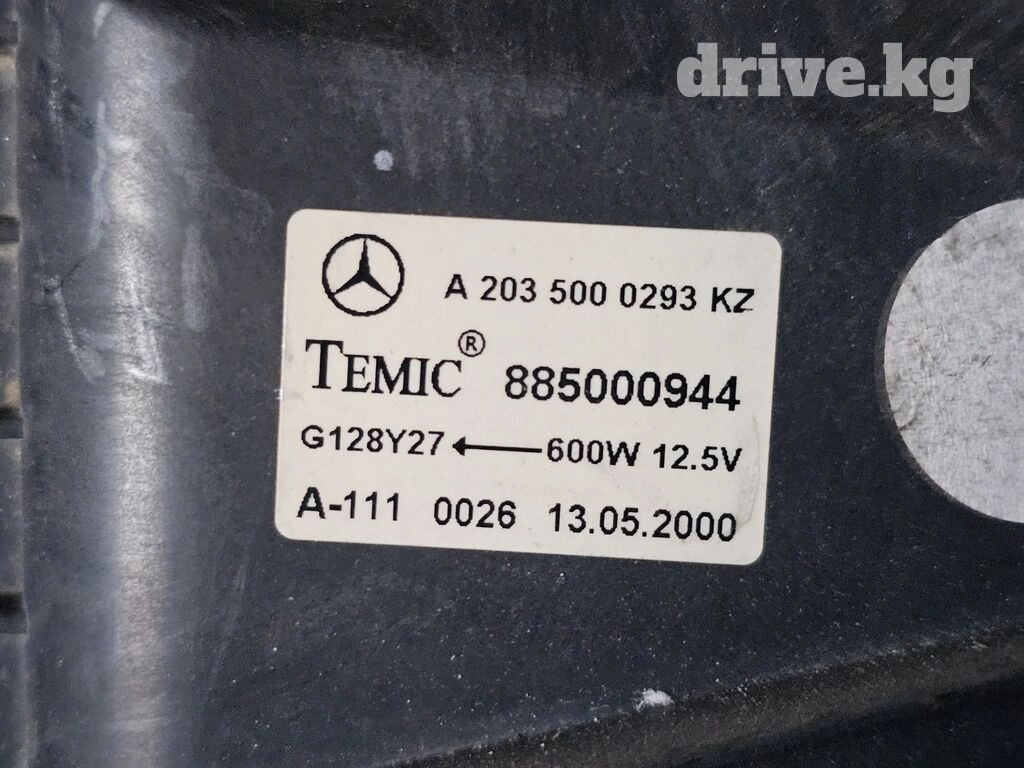 drive.kg
A 203 500 0293 KZ
TEMIC® 885000944
G128Y27 ← 600W 12.5V
A-111 0026 13.05.2000